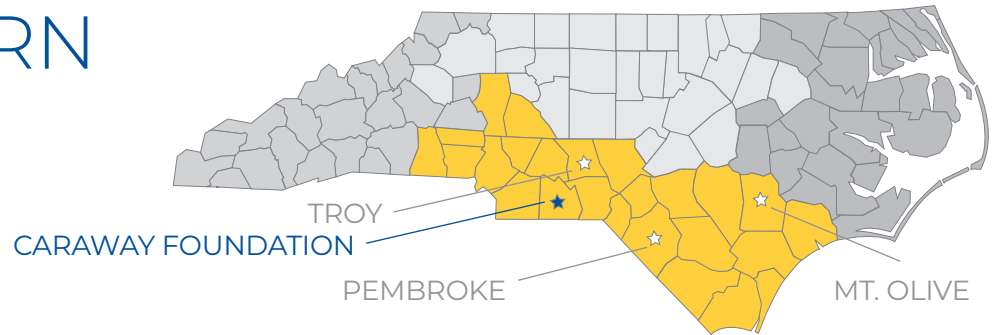 RN
TROY
CARAWAY FOUNDATION
PEMBROKE
MT. OLIVE